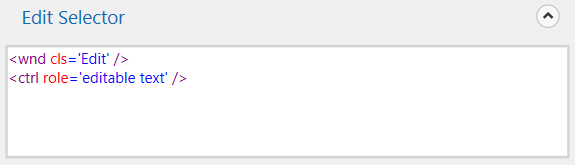 Edit Selector
<wnd cls='Edit' />
<ctrl role='editable text' />